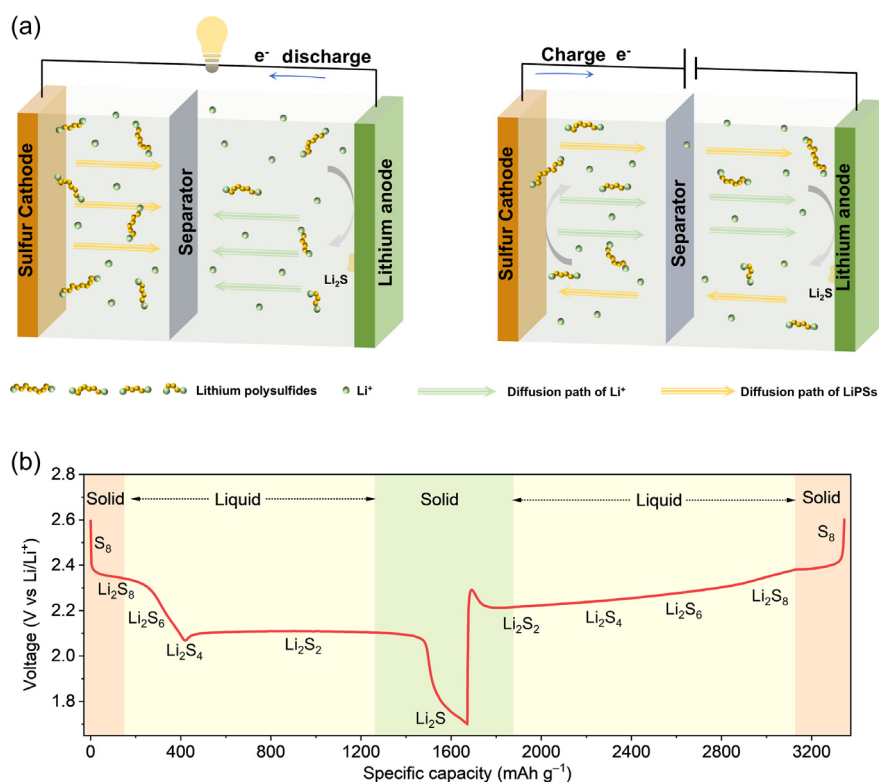 (a)
e⁻ discharge
Charge e⁻
Sulfur Cathode
Separator
Li₂S
Lithium anode
Sulfur Cathode
Separator
Li₂S
Lithium anode
Lithium polysulfides
Li⁺
Diffusion path of Li⁺
Diffusion path of LiPSs
(b)
2.8
2.6
2.4
2.2
2.0
1.8
Voltage (V vs Li/Li⁺)
Solid
Liquid
Solid
Liquid
Solid
S₈
Li₂S₈
Li₂S₆
Li₂S₄
Li₂S₂
Li₂S
Li₂S₂
Li₂S₄
Li₂S₆
Li₂S₈
S₈
0 400 800 1200 1600 2000 2400 2800 3200
Specific capacity (mAh g⁻¹)